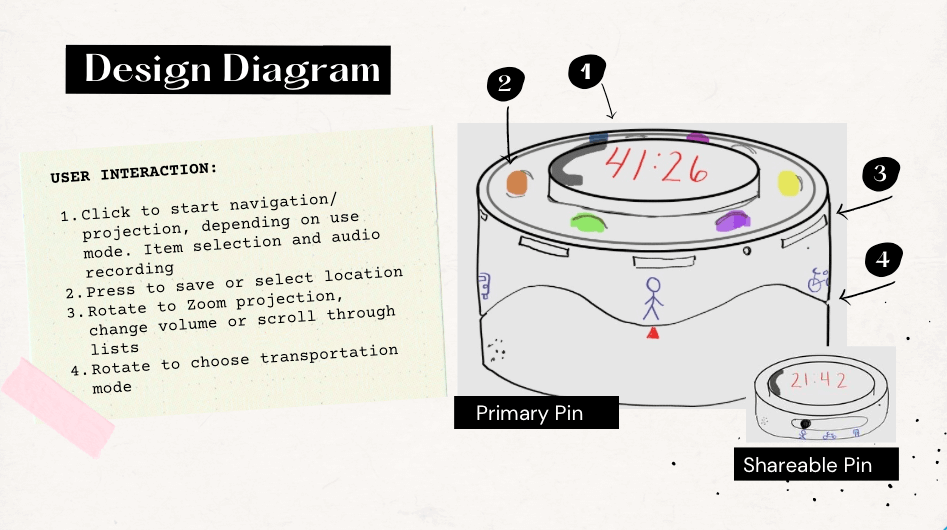 Design Diagram
USER INTERACTION:
1. Click to start navigation/
projection, depending on use
mode. Item selection and audio
recording
2. Press to save or select location
3. Rotate to Zoom projection,
change volume or scroll through
lists
4. Rotate to choose transportation
mode
1
2
3
4
41:26
Primary Pin
21:42
Shareable Pin